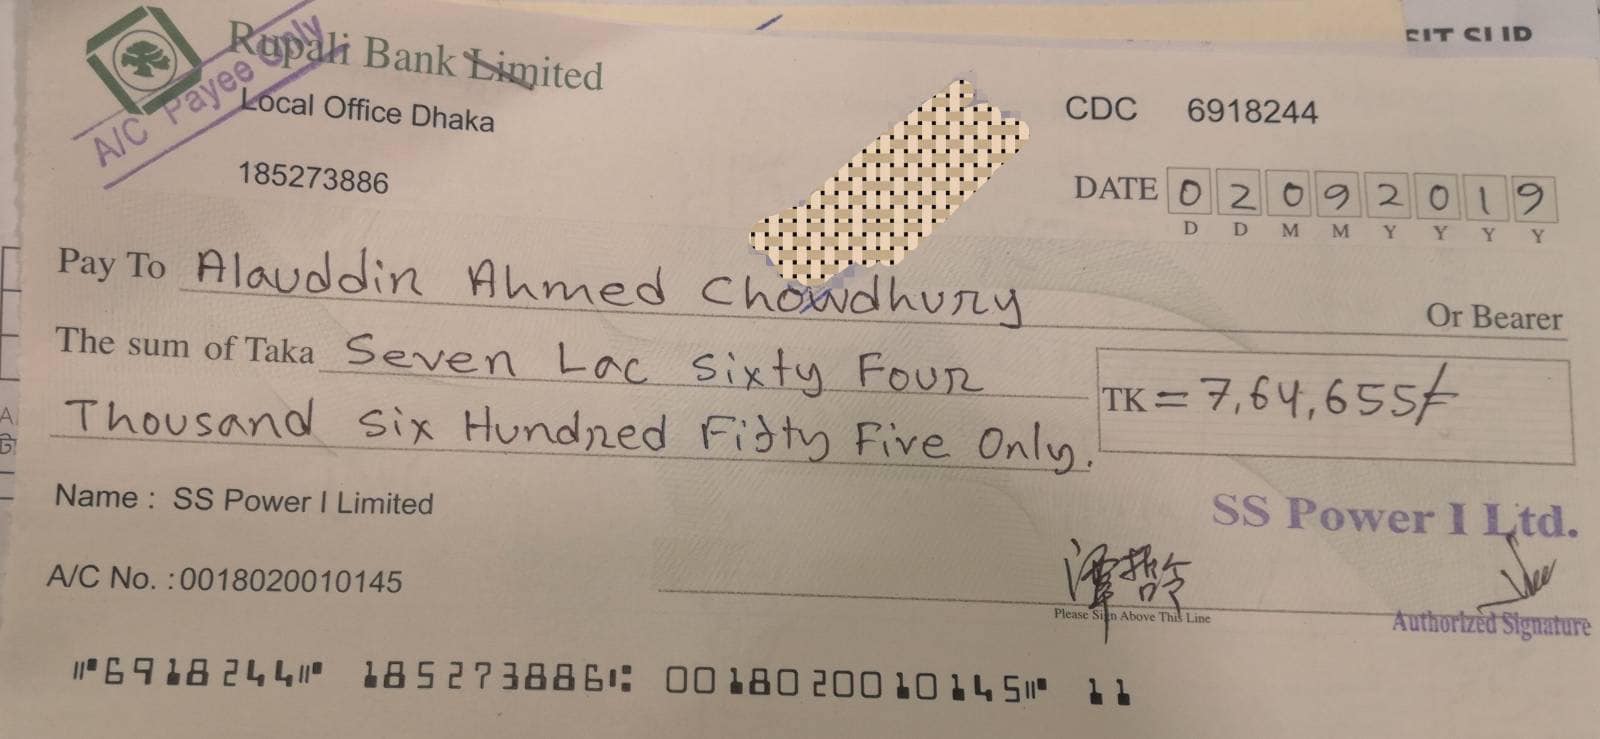 CIT SLID
Rupali Bank Limited
A/C Payee Only
Local Office Dhaka
185273886
CDC 6918244
DATE 0 2 0 9 2 0 1 9
D D M M Y Y Y Y
Pay To Alauddin Ahmed Chowdhury
Or Bearer
The sum of Taka Seven Lac Sixty Four
Thousand Six Hundred Fifty Five Only.
TK = 7,64,655/=
Name : SS Power I Limited
A/C No. :0018020010145
SS Power I Ltd.
Please Sign Above This Line
Authorized Signature
⑈6918244⑈ 185273886⑆ 0018020010145⑈ 11